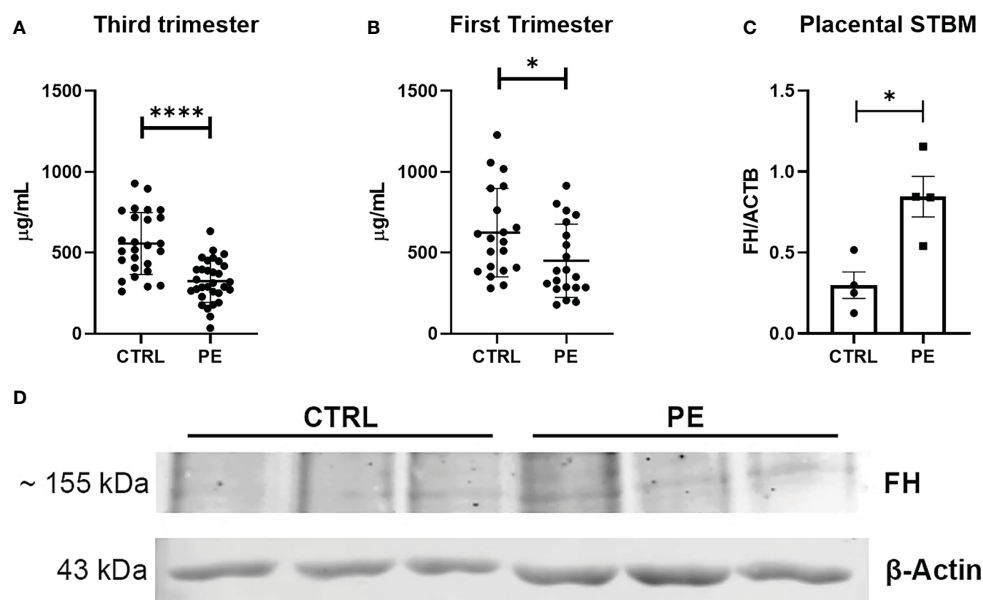 A Third trimester
B First Trimester
C Placental STBM
1500
1000
500
0
µg/mL
****
CTRL PE
1500
1000
500
0
µg/mL
*
CTRL PE
1.5
1.0
0.5
0.0
FH/ACTB
*
CTRL PE
D
CTRL PE
~ 155 kDa FH
43 kDa β-Actin